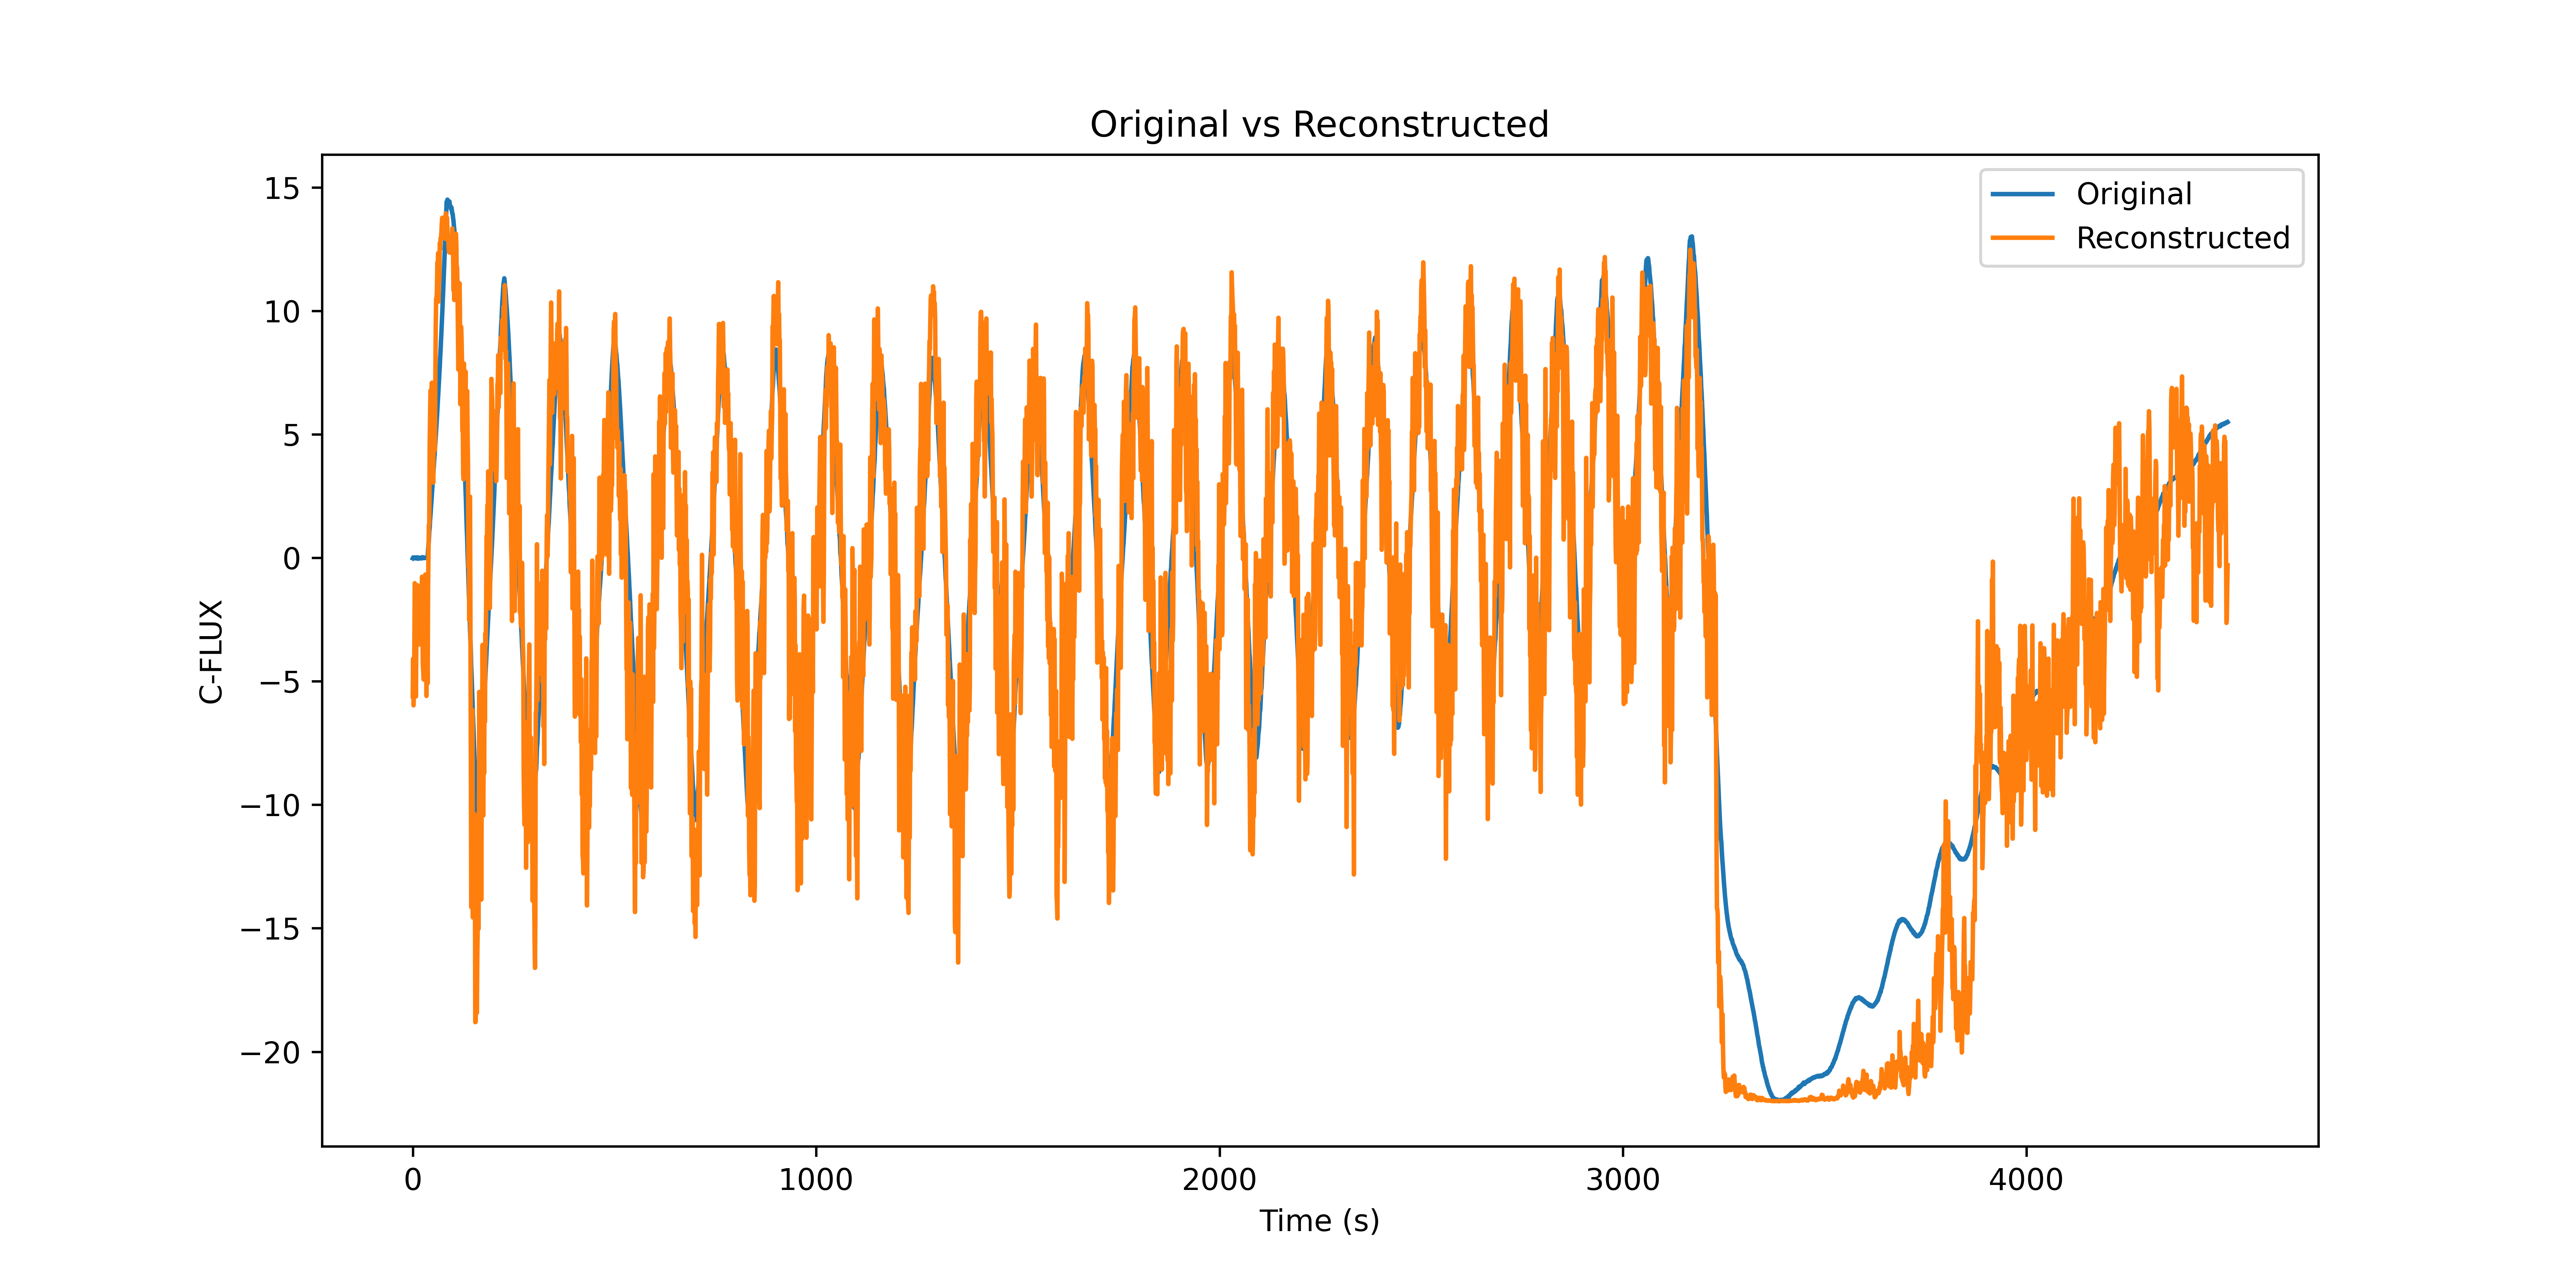 Original vs Reconstructed
Original
Reconstructed
15
10
5
0
−5
−10
−15
−20
C-FLUX
0 1000 2000 3000 4000
Time (s)